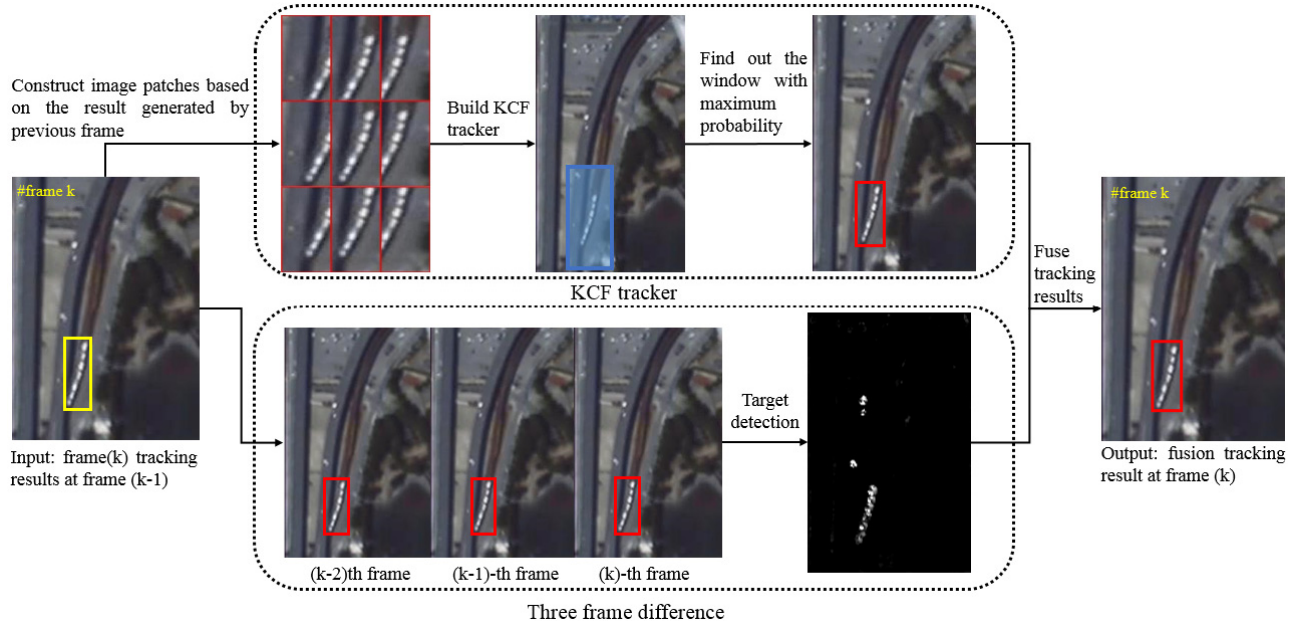 Construct image patches based
on the result generated by
previous frame
Build KCF
tracker
Find out the
window with
maximum
probability
#frame k
#frame k
KCF tracker
Fuse
tracking
results
Input: frame(k) tracking
results at frame (k-1)
Target
detection
Output: fusion tracking
result at frame (k)
(k-2)th frame
(k-1)-th frame
(k)-th frame
Three frame difference